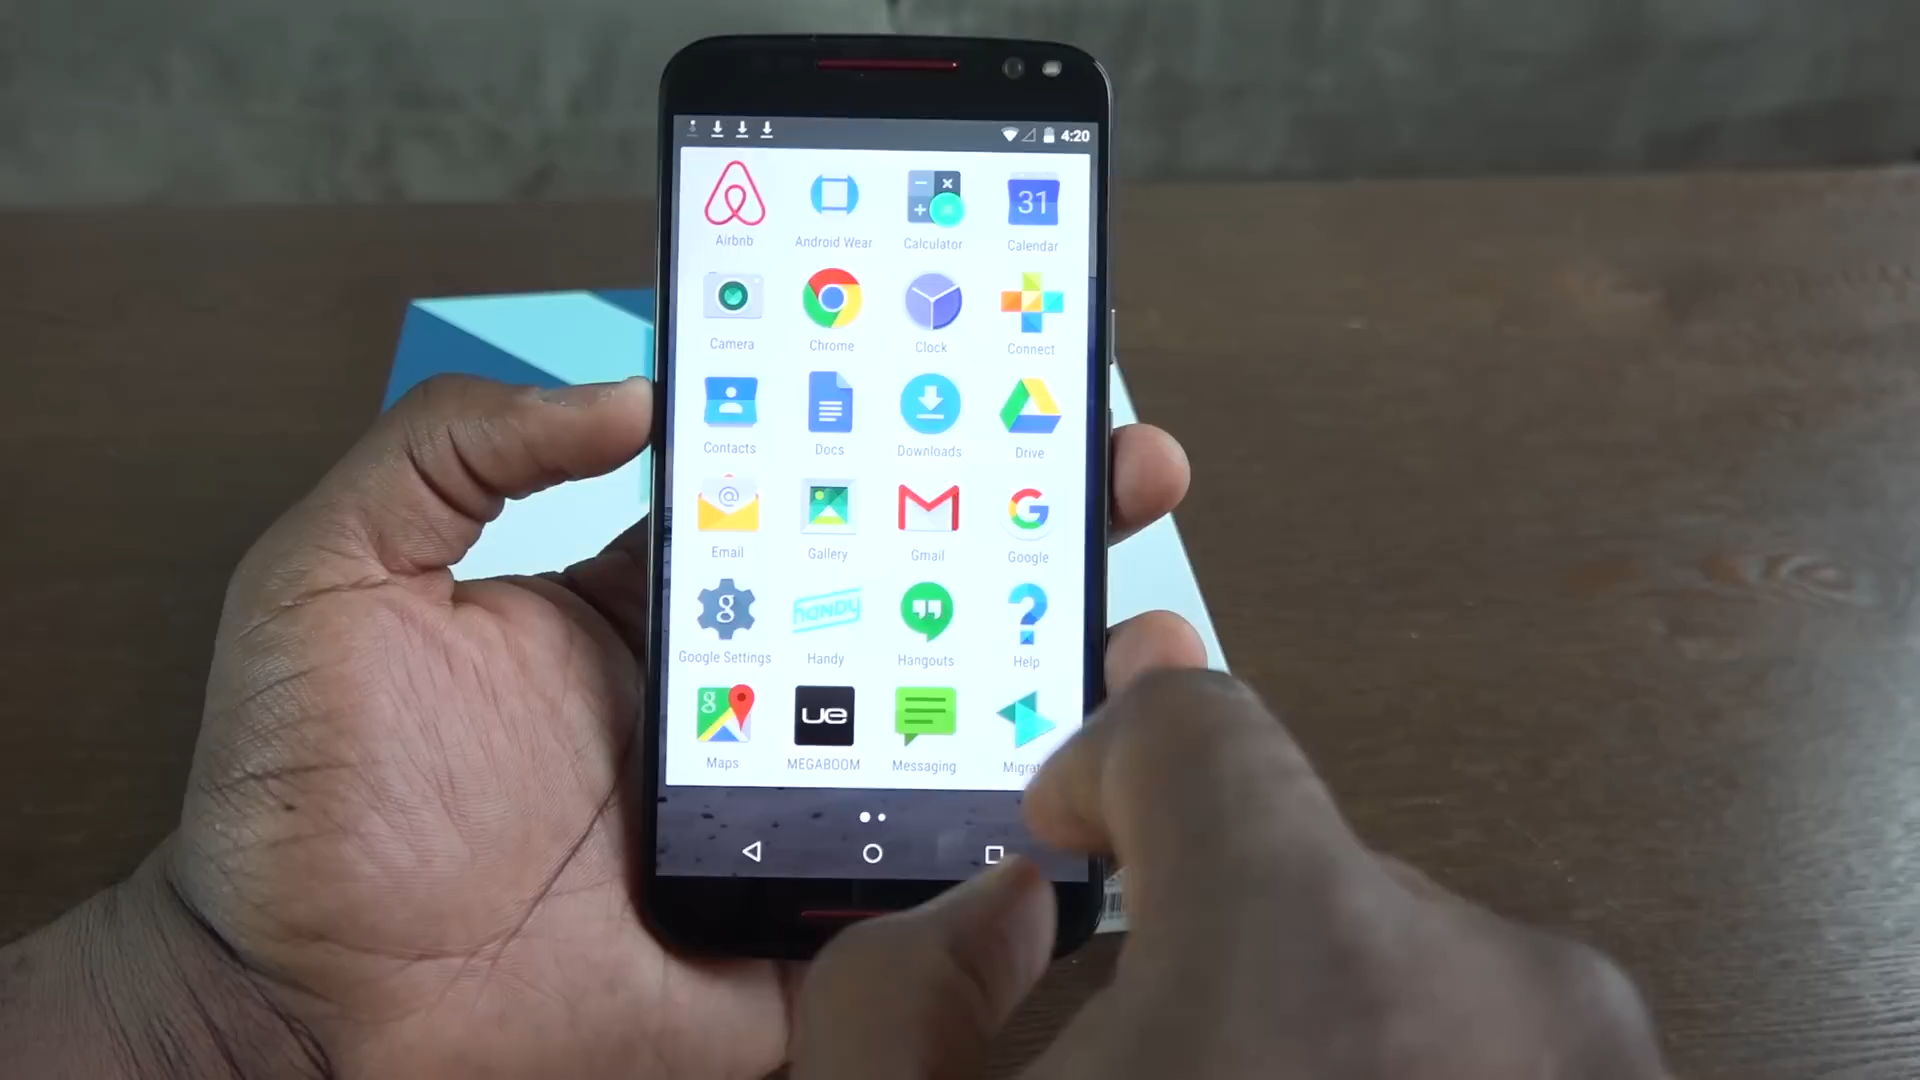 4:20
31
Airbnb Android Wear Calculator Calendar
Camera Chrome Clock Connect
Contacts Docs Downloads Drive
@
Email Gallery Gmail Google
g handy
Google Settings Handy Hangouts Help
g ue
Maps MEGABOOM Messaging